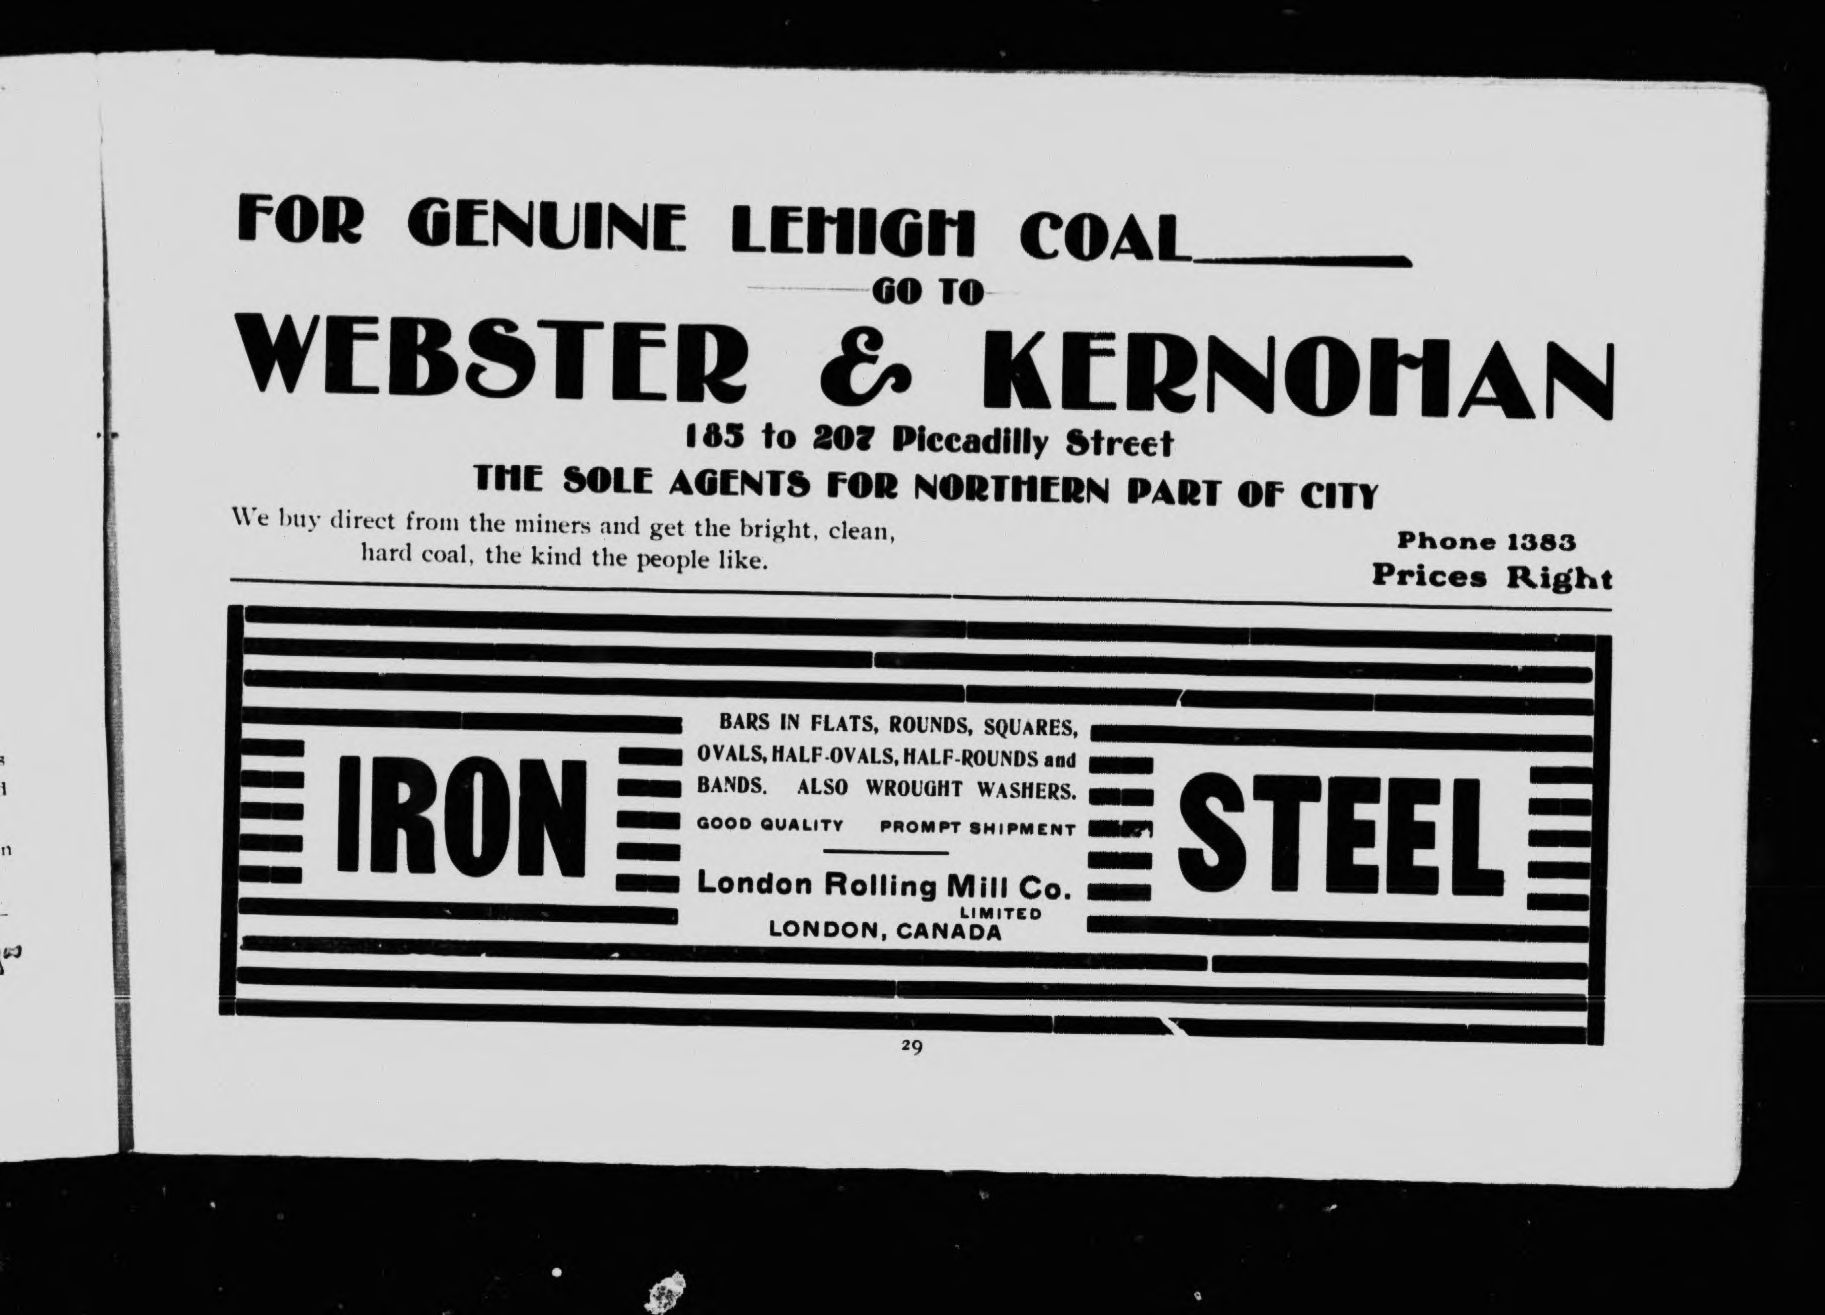 FOR GENUINE LEHIGH COAL
GO TO
WEBSTER & KERNOHAN
185 to 207 Piccadilly Street
THE SOLE AGENTS FOR NORTHERN PART OF CITY
We buy direct from the miners and get the bright, clean,
hard coal, the kind the people like.
Phone 1383
Prices Right
IRON
BARS IN FLATS, ROUNDS, SQUARES,
OVALS, HALF-OVALS, HALF-ROUNDS and
BANDS. ALSO WROUGHT WASHERS.
GOOD QUALITY PROMPT SHIPMENT
London Rolling Mill Co.
LIMITED
LONDON, CANADA
STEEL
29